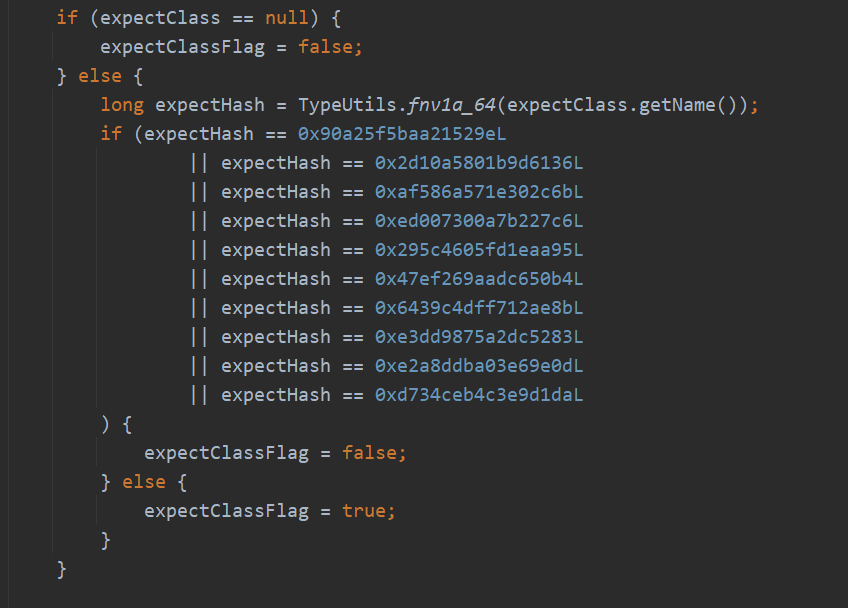 if (expectClass == null) {
expectClassFlag = false;
} else {
long expectHash = TypeUtils.fnv1a_64(expectClass.getName());
if (expectHash == 0x90a25f5baa21529eL
|| expectHash == 0x2d10a5801b9d6136L
|| expectHash == 0xaf586a571e302c6bL
|| expectHash == 0xed007300a7b227c6L
|| expectHash == 0x295c4605fd1eaa95L
|| expectHash == 0x47ef269aadc650b4L
|| expectHash == 0x6439c4dff712ae8bL
|| expectHash == 0xe3dd9875a2dc5283L
|| expectHash == 0xe2a8ddba03e69e0dL
|| expectHash == 0xd734ceb4c3e9d1daL
) {
expectClassFlag = false;
} else {
expectClassFlag = true;
}
}